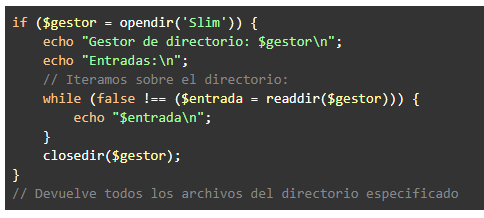 if ($gestor = opendir('Slim')) {
    echo "Gestor de directorio: $gestor\n";
    echo "Entradas:\n";
    // Iteramos sobre el directorio:
    while (false !== ($entrada = readdir($gestor))) {
        echo "$entrada\n";
    }
    closedir($gestor);
}
// Devuelve todos los archivos del directorio especificado